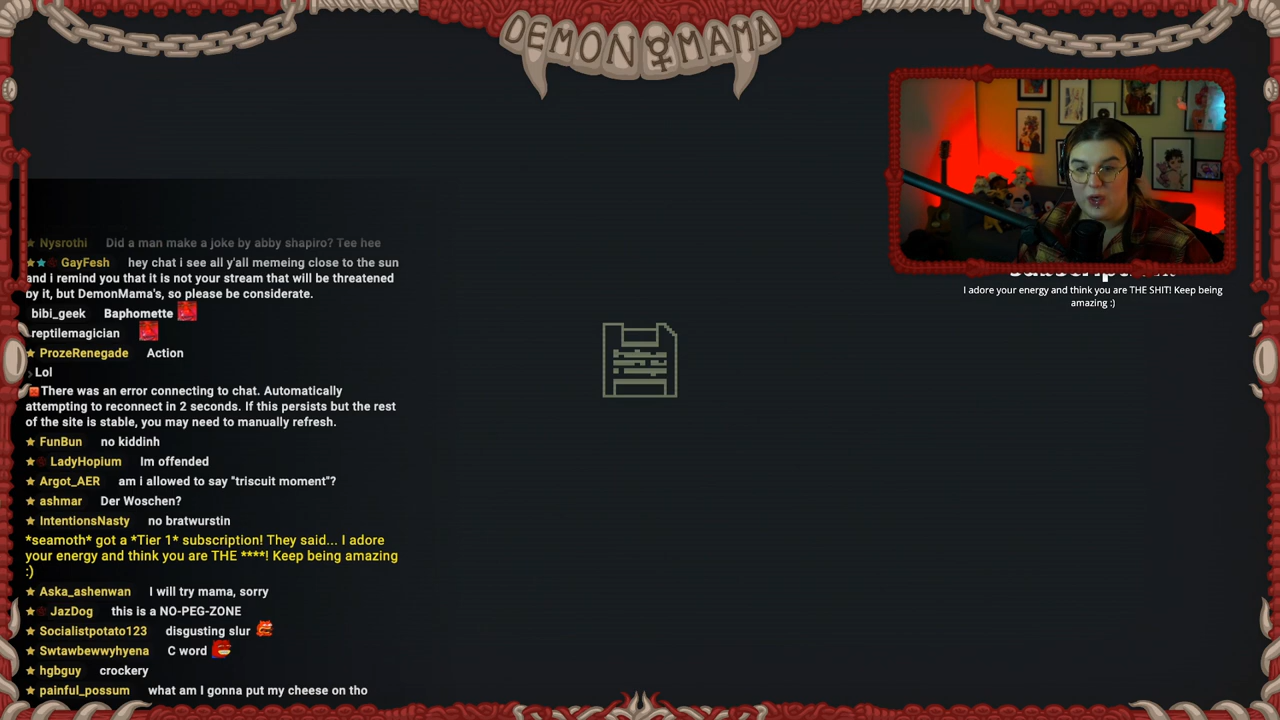 DEMON MAMA
Nysrothi Did a man make a joke by abby shapiro? Tee hee
GayFesh hey chat i see all y'all memeing close to the sun
and i remind you that it is not your stream that will be threatened
by it, but DemonMama's, so please be considerate.
bibi_geek Baphomette
reptilemagician
ProzeRenegade Action
Lol
There was an error connecting to chat. Automatically
attempting to reconnect in 2 seconds. If this persists but the rest
of the site is stable, you may need to manually refresh.
FunBun no kiddinh
LadyHopium Im offended
Argot_AER am i allowed to say "triscuit moment"?
ashmar Der Woschen?
IntentionsNasty no bratwurstin
*seamoth* got a *Tier 1* subscription! They said... I adore
your energy and think you are THE ****! Keep being amazing
:)
Aska_ashenwan I will try mama, sorry
JazDog this is a NO-PEG-ZONE
Socialistpotato123 disgusting slur
Swtawbewwyhyena C word
hgbguy crockery
painful_possum what am I gonna put my cheese on tho
I adore your energy and think you are THE SHIT! Keep being
amazing :)